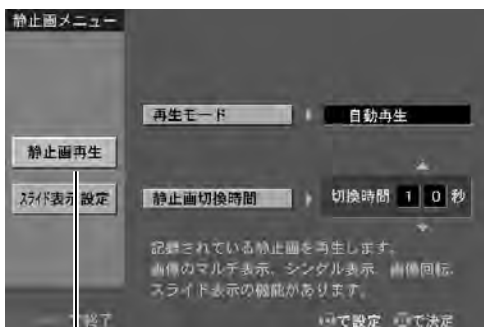 静止画メニュー
再生モード 自動再生
静止画再生
スライド表示設定
静止画切換時間 切換時間 10秒
記録されている静止画を再生します。
画像のマルチ表示、シングル表示、画像回転、
スライド表示の機能があります。
で終了 で設定 で決定